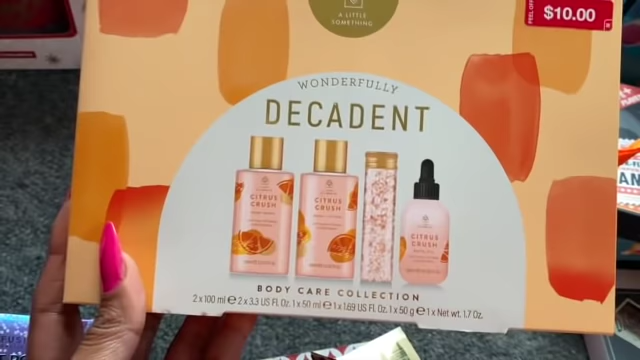 A LITTLE
SOMETHING
PEEL OFF
$10.00
WONDERFULLY
DECADENT
CITRUS
CRUSH
CITRUS
CRUSH
CITRUS
CRUSH
BODY CARE COLLECTION
2 x 100 ml ℮ 2 x 3.3 US Fl. Oz. 1 x 50 ml ℮ 1 x 1.69 US Fl. Oz. 1 x 50 g ℮ 1 x Net wt. 1.7 Oz.